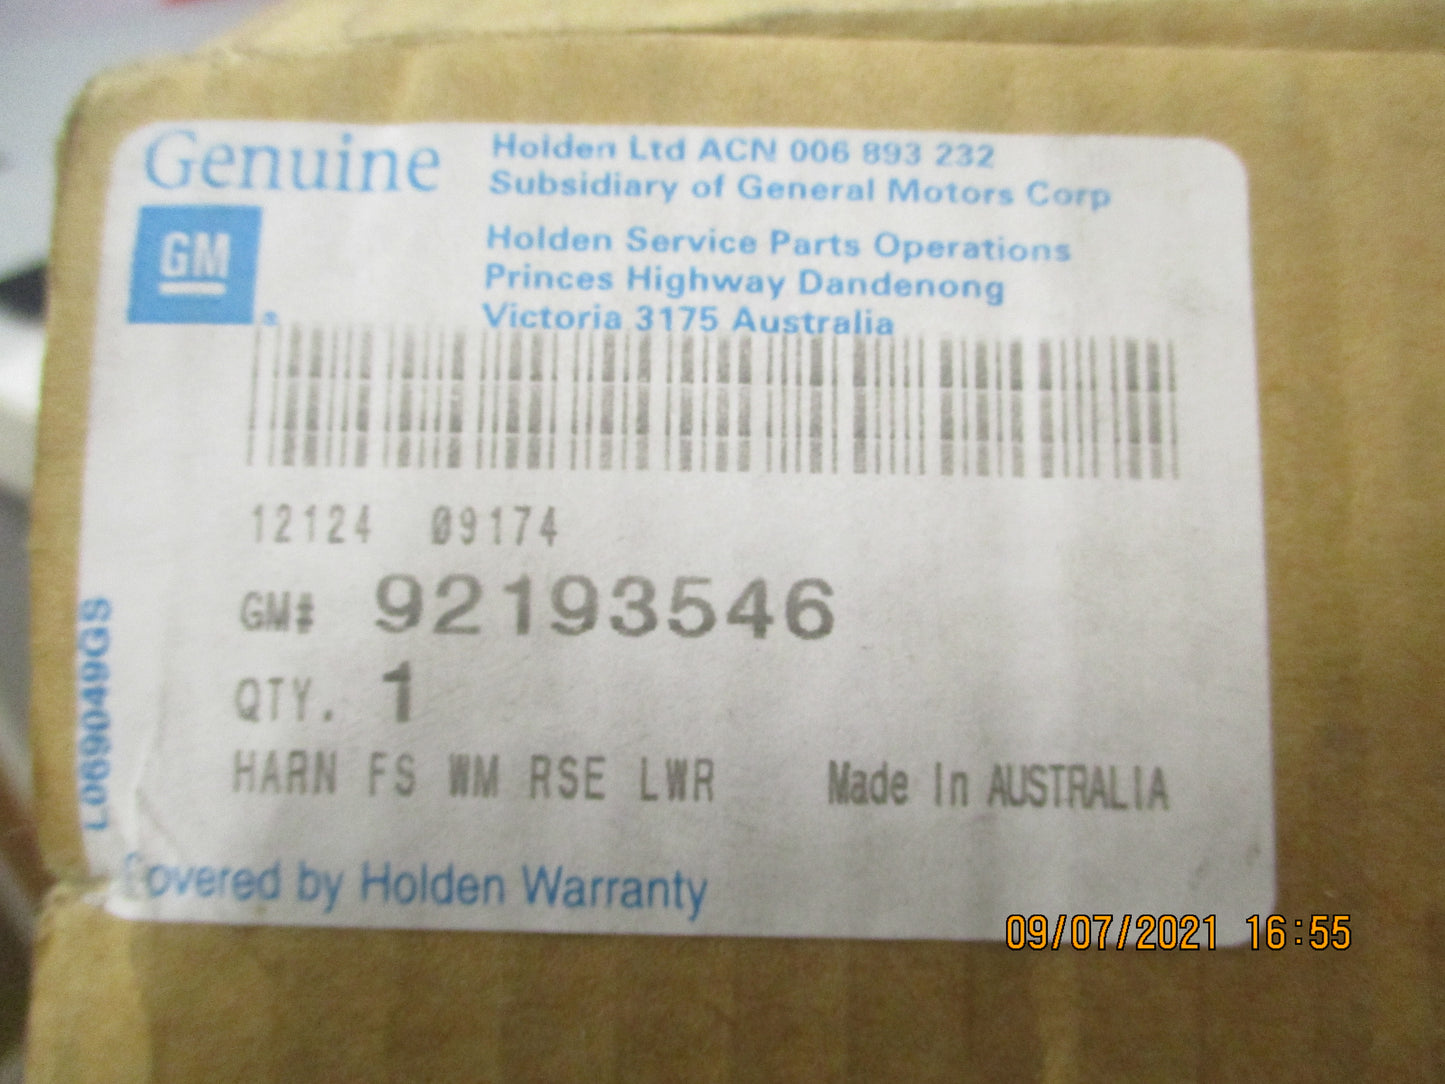 Genuine
GM
®
Holden Ltd ACN 006 893 232
Subsidiary of General Motors Corp
Holden Service Parts Operations
Princes Highway Dandenong
Victoria 3175 Australia
12124 09174
GM# 92193546
QTY. 1
HARN FS WM RSE LWR Made In AUSTRALIA
L069049GS
Covered by Holden Warranty
09/07/2021 16:55